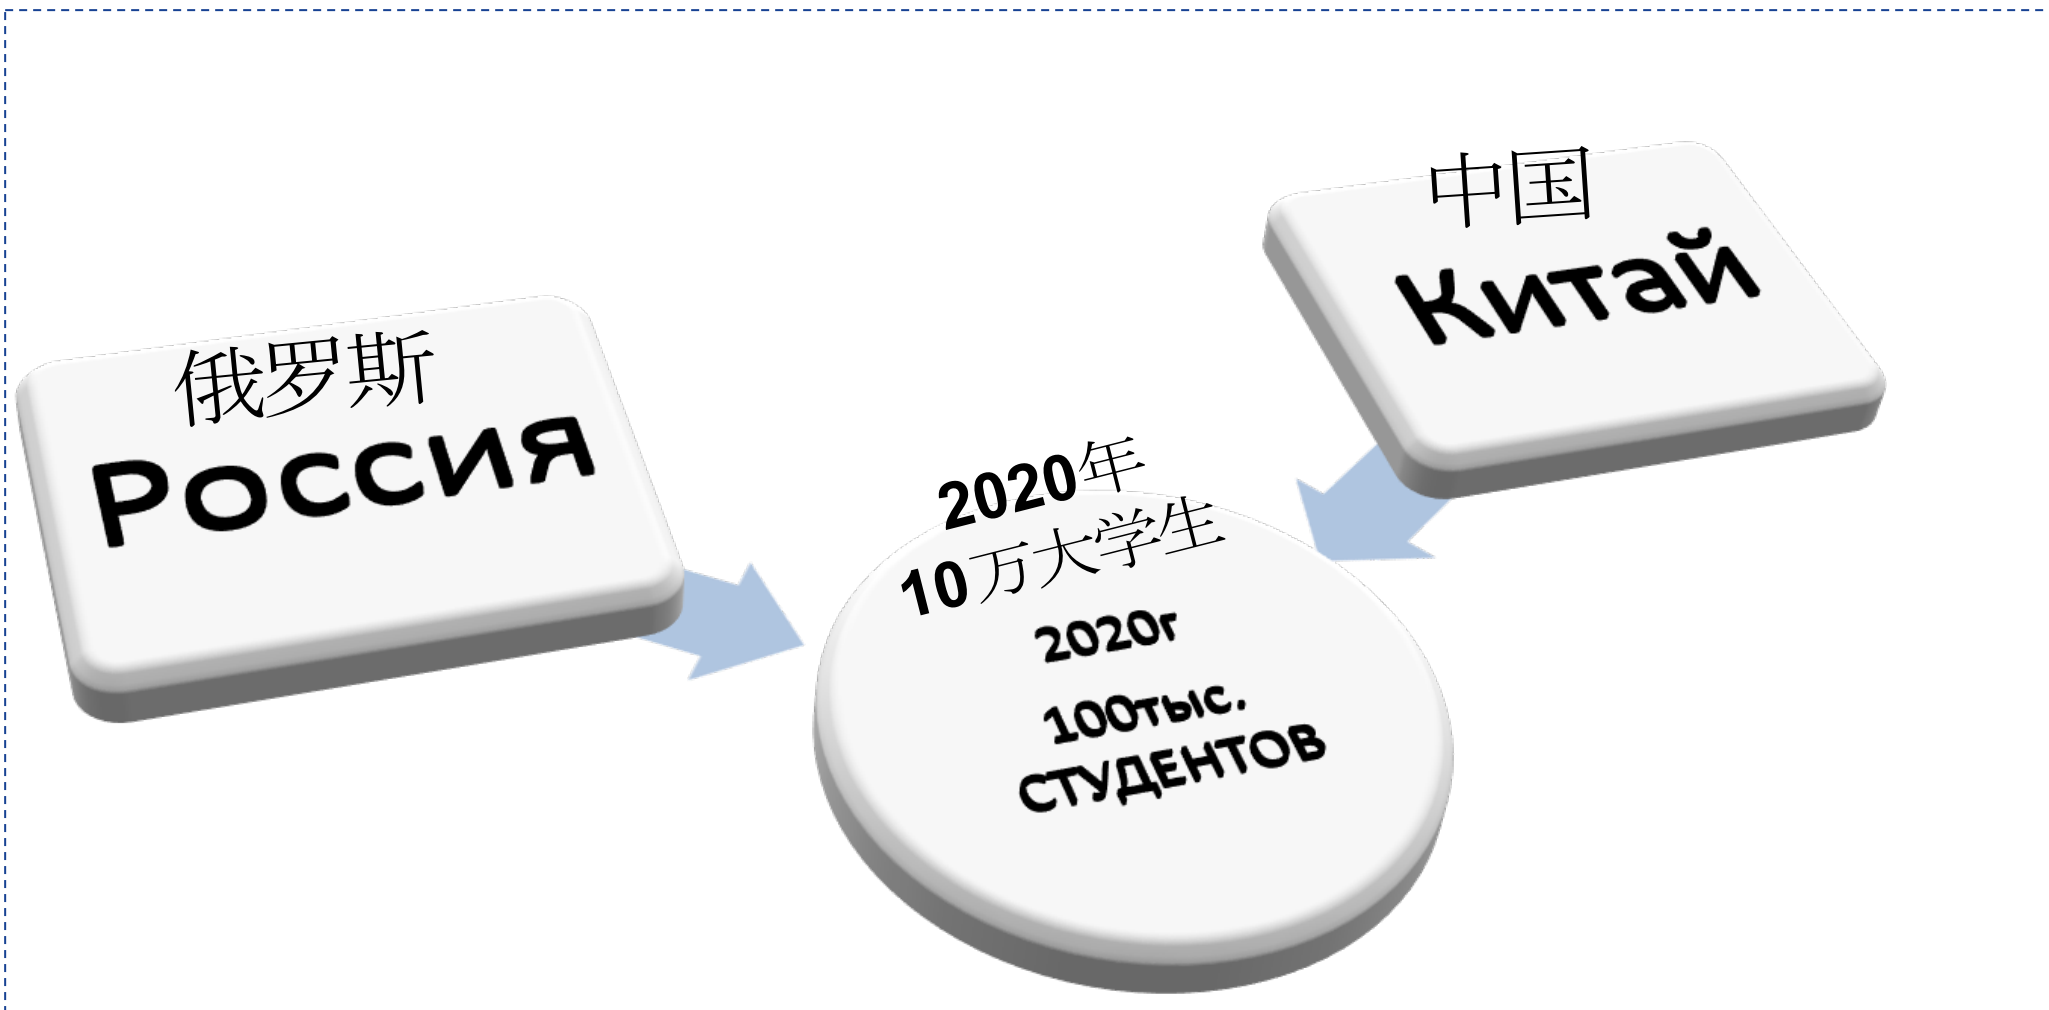 俄罗斯
Россия
中国
Китай
2020年
10万大学生
2020г
100тыс.
СТУДЕНТОВ